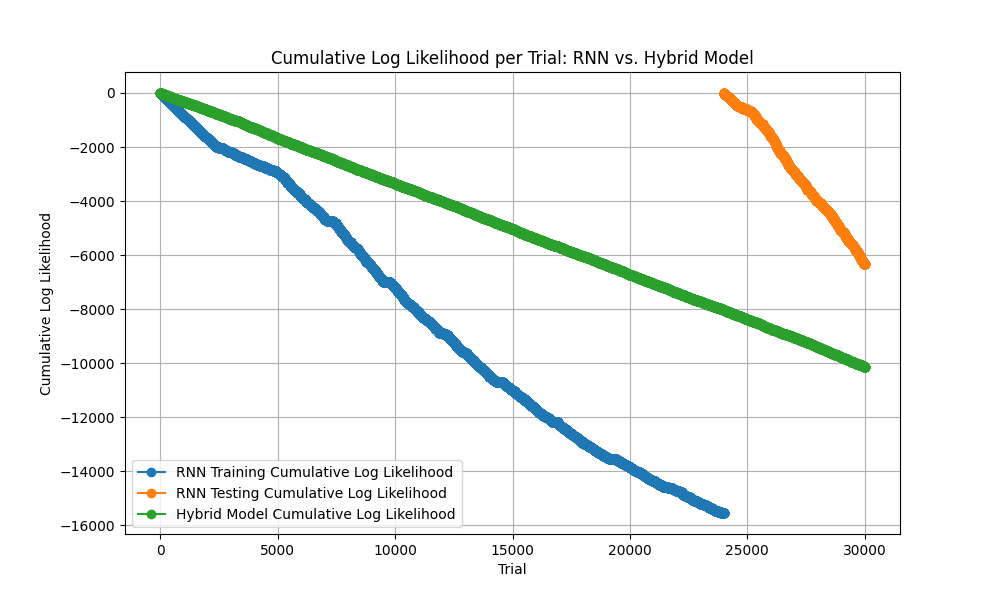 Cumulative Log Likelihood per Trial: RNN vs. Hybrid Model
Cumulative Log Likelihood
0
−2000
−4000
−6000
−8000
−10000
−12000
−14000
−16000
RNN Training Cumulative Log Likelihood
RNN Testing Cumulative Log Likelihood
Hybrid Model Cumulative Log Likelihood
0 5000 10000 15000 20000 25000 30000
Trial